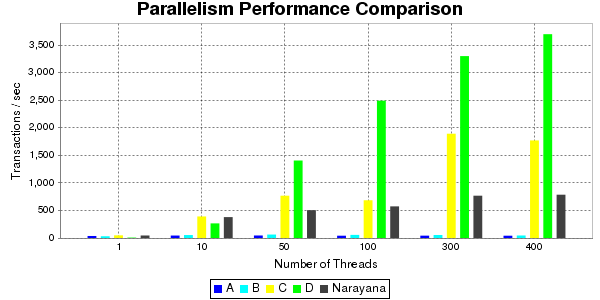 Parallelism Performance Comparison
Transactions / sec
3,500
3,000
2,500
2,000
1,500
1,000
500
0
1 10 50 100 300 400
Number of Threads
A B C D Narayana